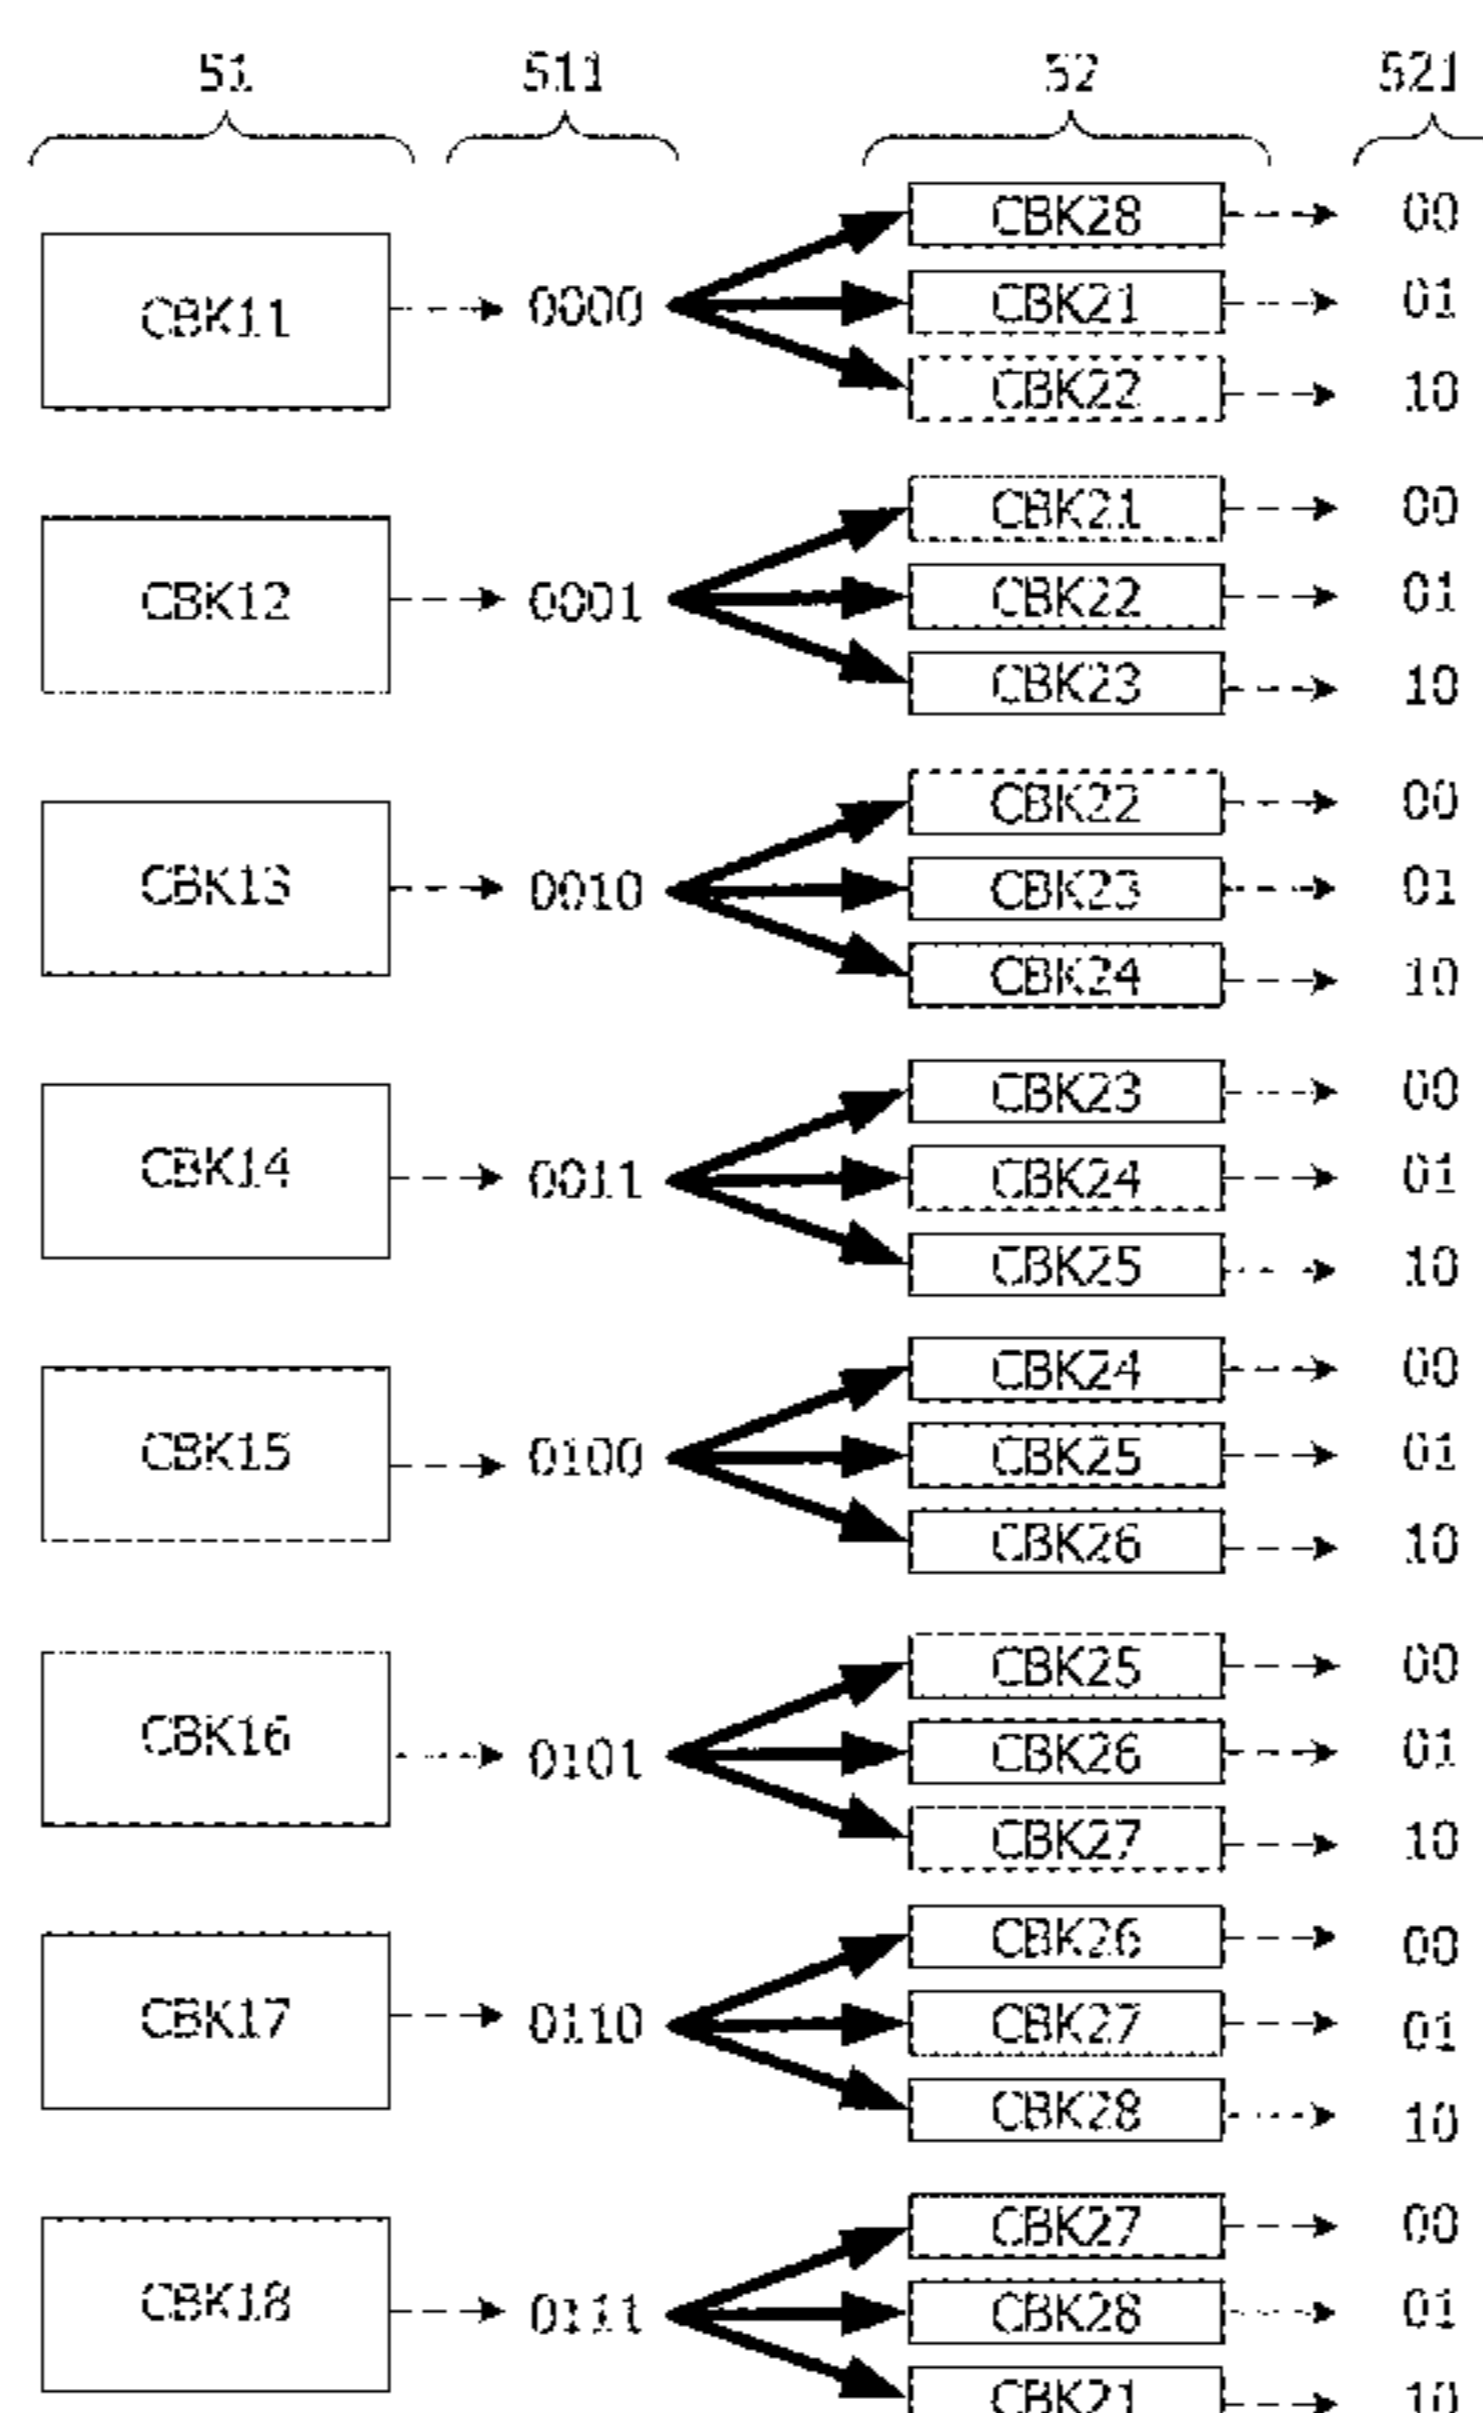 51 511 52 521
CBK28 00
CBK11 0000 CBK21 01
CBK22 10
CBK21 00
CBK12 0001 CBK22 01
CBK23 10
CBK22 00
CBK13 0010 CBK23 01
CBK24 10
CBK23 00
CBK14 0011 CBK24 01
CBK25 10
CBK24 00
CBK15 0100 CBK25 01
CBK26 10
CBK25 00
CBK16 0101 CBK26 01
CBK27 10
CBK26 00
CBK17 0110 CBK27 01
CBK28 10
CBK27 00
CBK18 0111 CBK28 01
CBK21 10